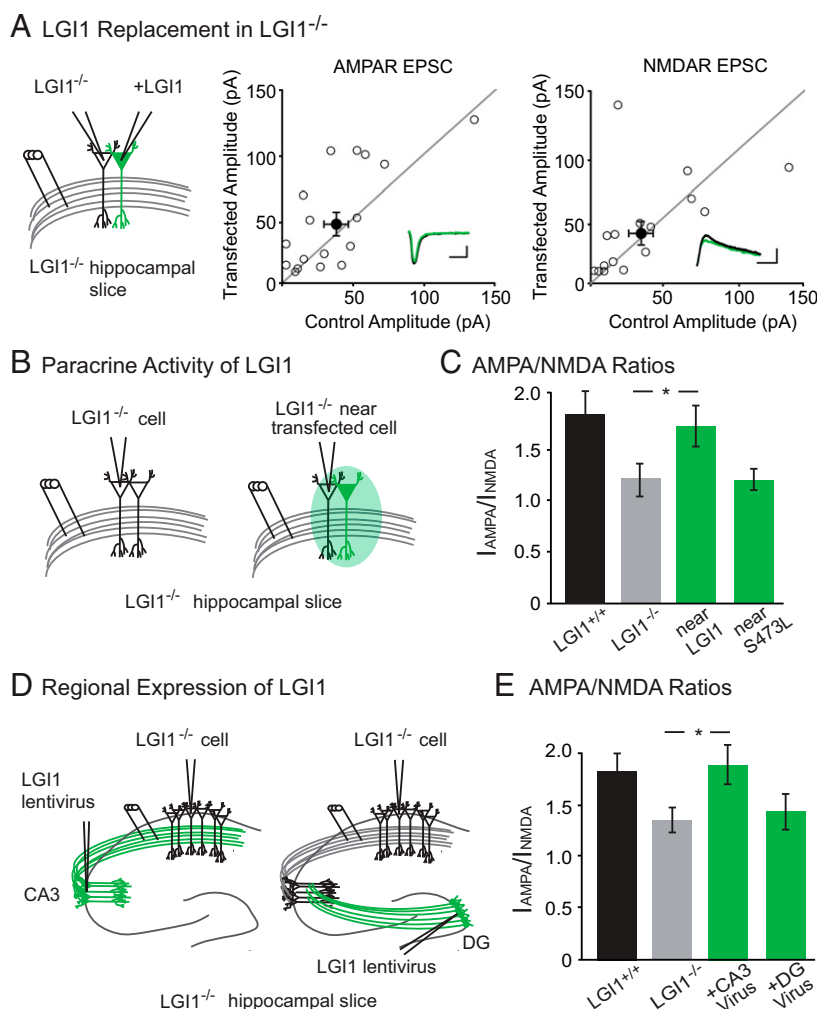 A LGI1 Replacement in LGI1-/-
LGI1-/-
+LGI1
LGI1-/- hippocampal
slice
AMPAR EPSC
Transfected Amplitude (pA)
150
100
50
0
50
100
150
Control Amplitude (pA)
NMDAR EPSC
Transfected Amplitude (pA)
150
100
50
0
50
100
150
Control Amplitude (pA)
B Paracrine Activity of LGI1
LGI1-/- cell
LGI1-/- near
transfected cell
LGI1-/- hippocampal slice
C AMPA/NMDA Ratios
IAMPA/INMDA
2.0
1.5
1.0
1.5
0
*
LGI1+/+
LGI1-/-
near
LGI1
near
S473L
D Regional Expression of LGI1
LGI1-/- cell
LGI1-/- cell
LGI1
lentivirus
CA3
DG
LGI1 lentivirus
LGI1-/- hippocampal slice
E AMPA/NMDA Ratios
IAMPA/INMDA
2.0
1.5
1.0
1.5
0
*
LGI1+/+
LGI1-/-
+CA3
Virus
+DG
Virus